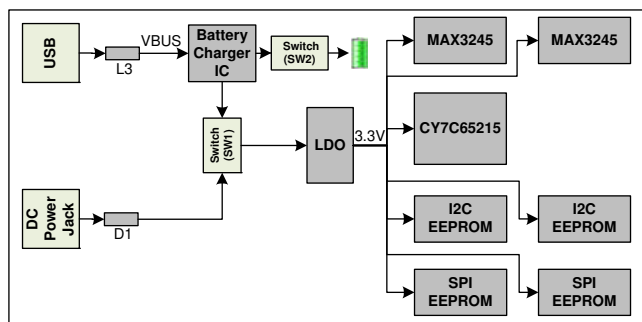 USB
L3
VBUS
Battery
Charger
IC
Switch
(SW2)
MAX3245
MAX3245
Switch
(SW1)
LDO
3.3V
CY7C65215
DC
Power
Jack
D1
I2C
EEPROM
I2C
EEPROM
SPI
EEPROM
SPI
EEPROM